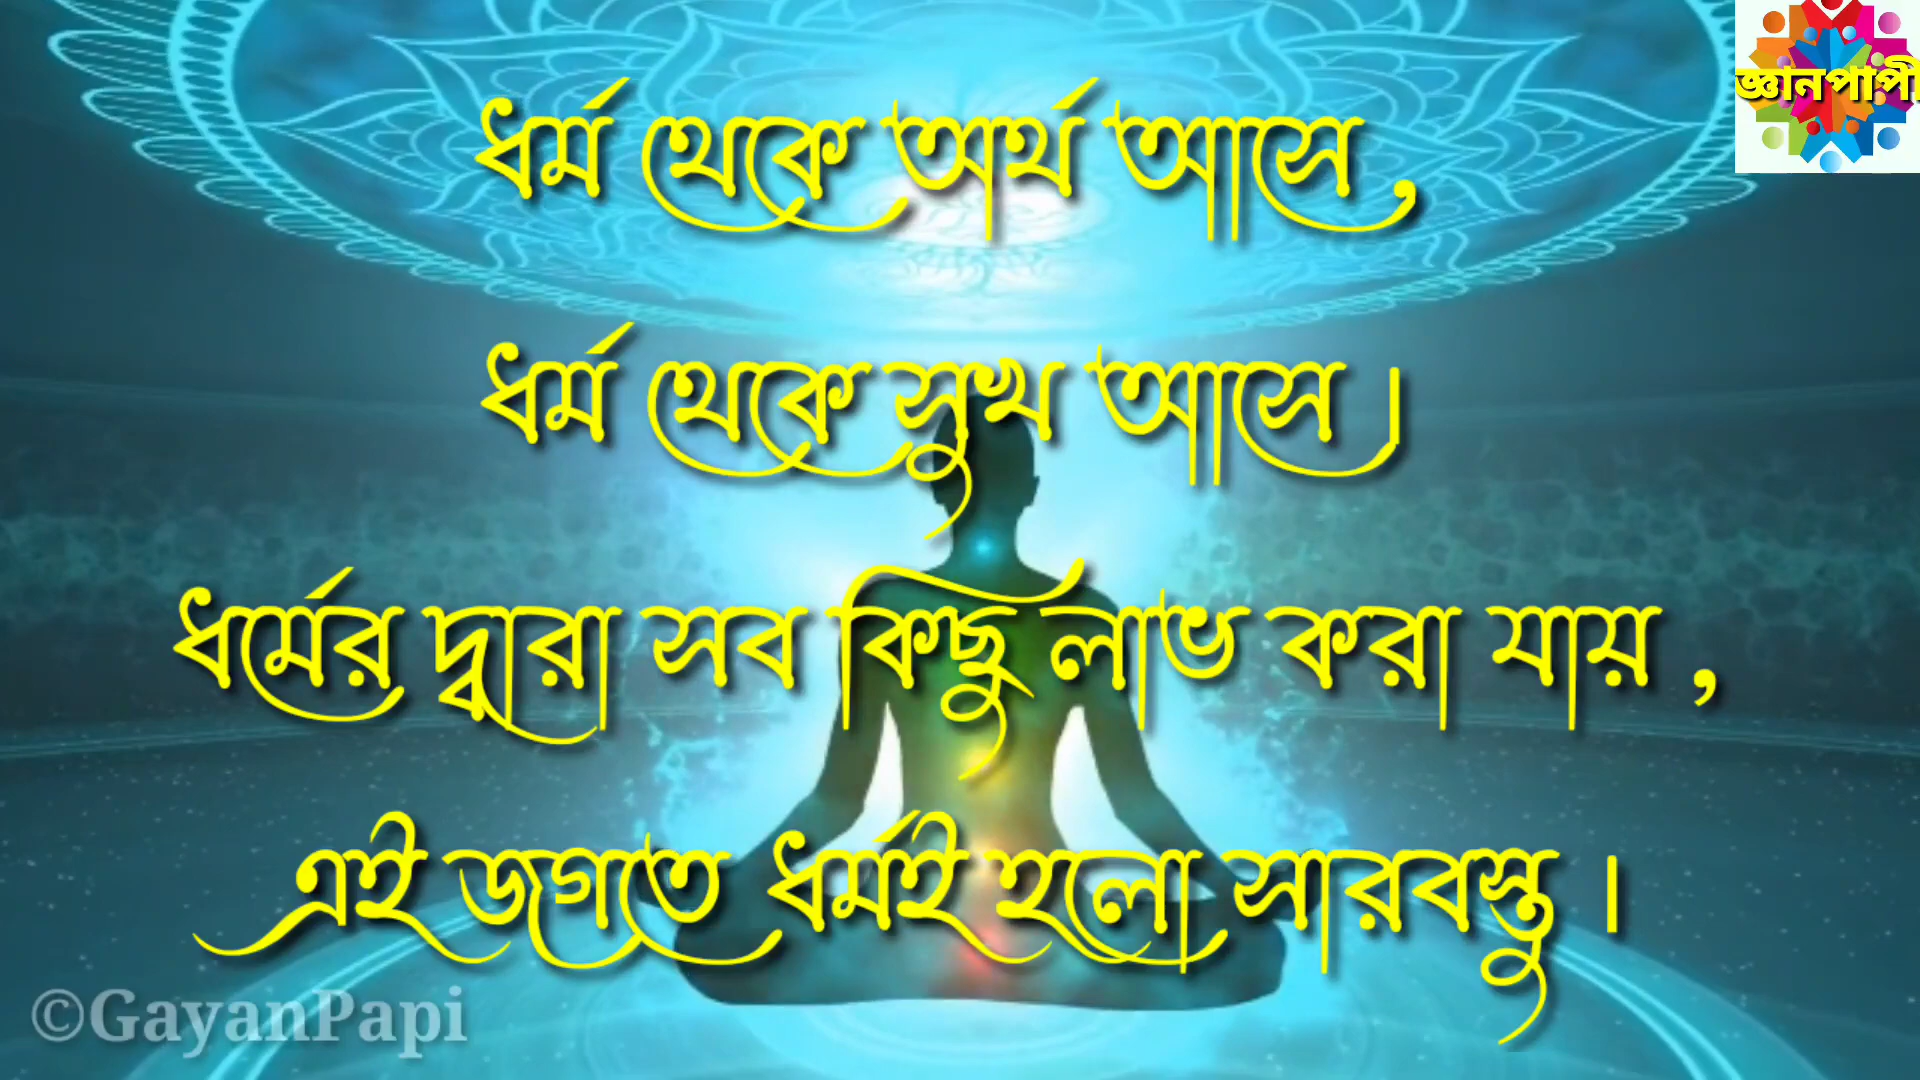 জ্ঞানপাপী
ধর্ম থেকে অর্থ আসে ,
ধর্ম থেকে সুখ আসে ।
ধর্মের দ্বারা সব কিছু লাভ করা যায় ,
এই জগতে ধর্মই হলো সারবস্তু ।
©GayanPapi